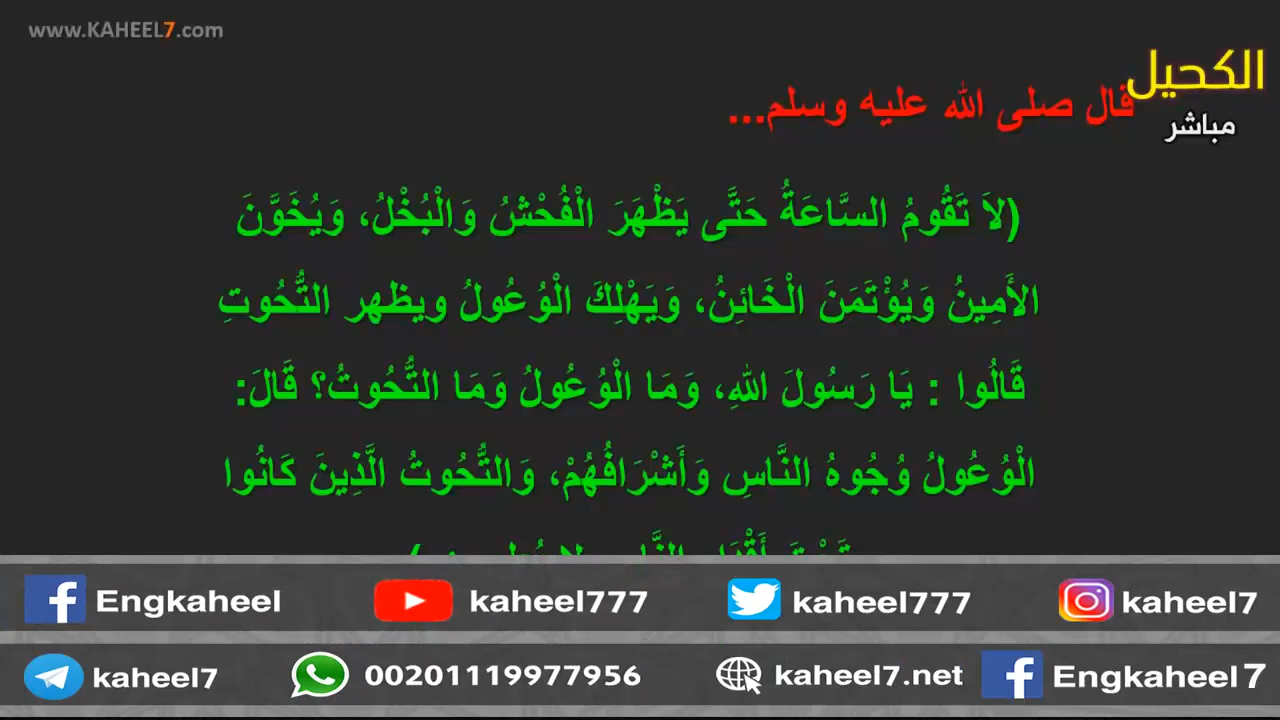 www.KAHEEL7.com
الكحيل
مباشر
قال صلى الله عليه وسلم...
(لاَ تَقُومُ السَّاعَةُ حَتَّى يَظْهَرَ الْفُحْشُ وَالْبُخْلُ، وَيُخَوَّنَ
الأَمِينُ وَيُؤْتَمَنَ الْخَائِنُ، وَيَهْلِكَ الْوُعُولُ ويظهر التُّحُوتِ
قَالُوا : يَا رَسُولَ اللهِ، وَمَا الْوُعُولُ وَمَا التُّحُوتُ؟ قَالَ:
الْوُعُولُ وُجُوهُ النَّاسِ وَأَشْرَافُهُمْ، وَالتُّحُوتُ الَّذِينَ كَانُوا
Engkaheel
kaheel777
kaheel777
kaheel7
kaheel7
00201119977956
kaheel7.net
Engkaheel7